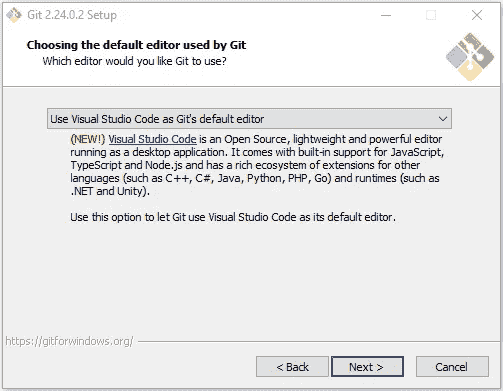 Git 2.24.0.2 Setup
Choosing the default editor used by Git
Which editor would you like Git to use?
Use Visual Studio Code as Git's default editor
(NEW!) Visual Studio Code is an Open Source, lightweight and powerful editor
running as a desktop application. It comes with built-in support for JavaScript,
TypeScript and Node.js and has a rich ecosystem of extensions for other
languages (such as C++, C#, Java, Python, PHP, Go) and runtimes (such as
.NET and Unity).
Use this option to let Git use Visual Studio Code as its default editor.
https://gitforwindows.org/
< Back
Next >
Cancel